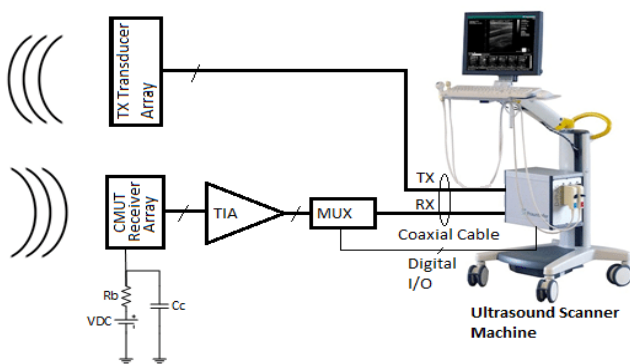 TX Transducer
Array
CMUT
Receiver
Array
TIA
MUX
TX
RX
Coaxial Cable
Digital
I/O
Rb
Cc
VDC
+
-
Ultrasound Scanner
Machine